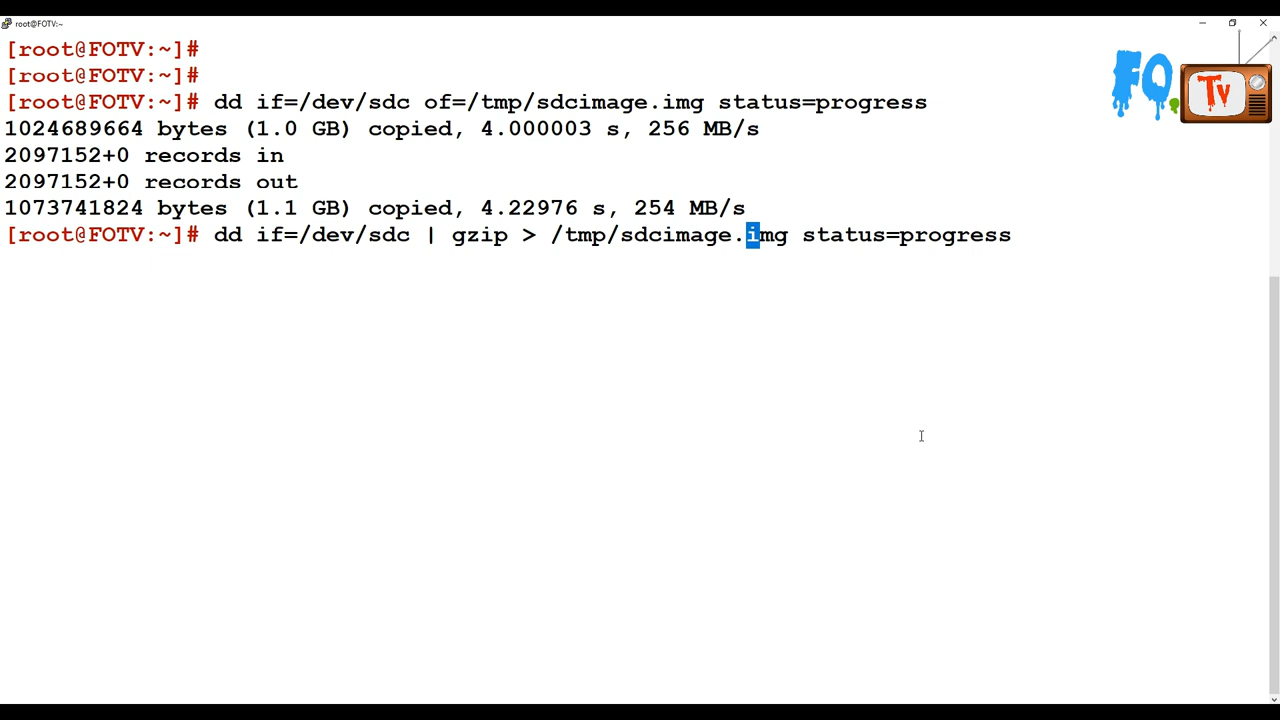 root@FOTV:~
[root@FOTV:~]#
[root@FOTV:~]#
[root@FOTV:~]# dd if=/dev/sdc of=/tmp/sdcimage.img status=progress
1024689664 bytes (1.0 GB) copied, 4.000003 s, 256 MB/s
2097152+0 records in
2097152+0 records out
1073741824 bytes (1.1 GB) copied, 4.22976 s, 254 MB/s
[root@FOTV:~]# dd if=/dev/sdc | gzip > /tmp/sdcimage.img status=progress
FO
Tv